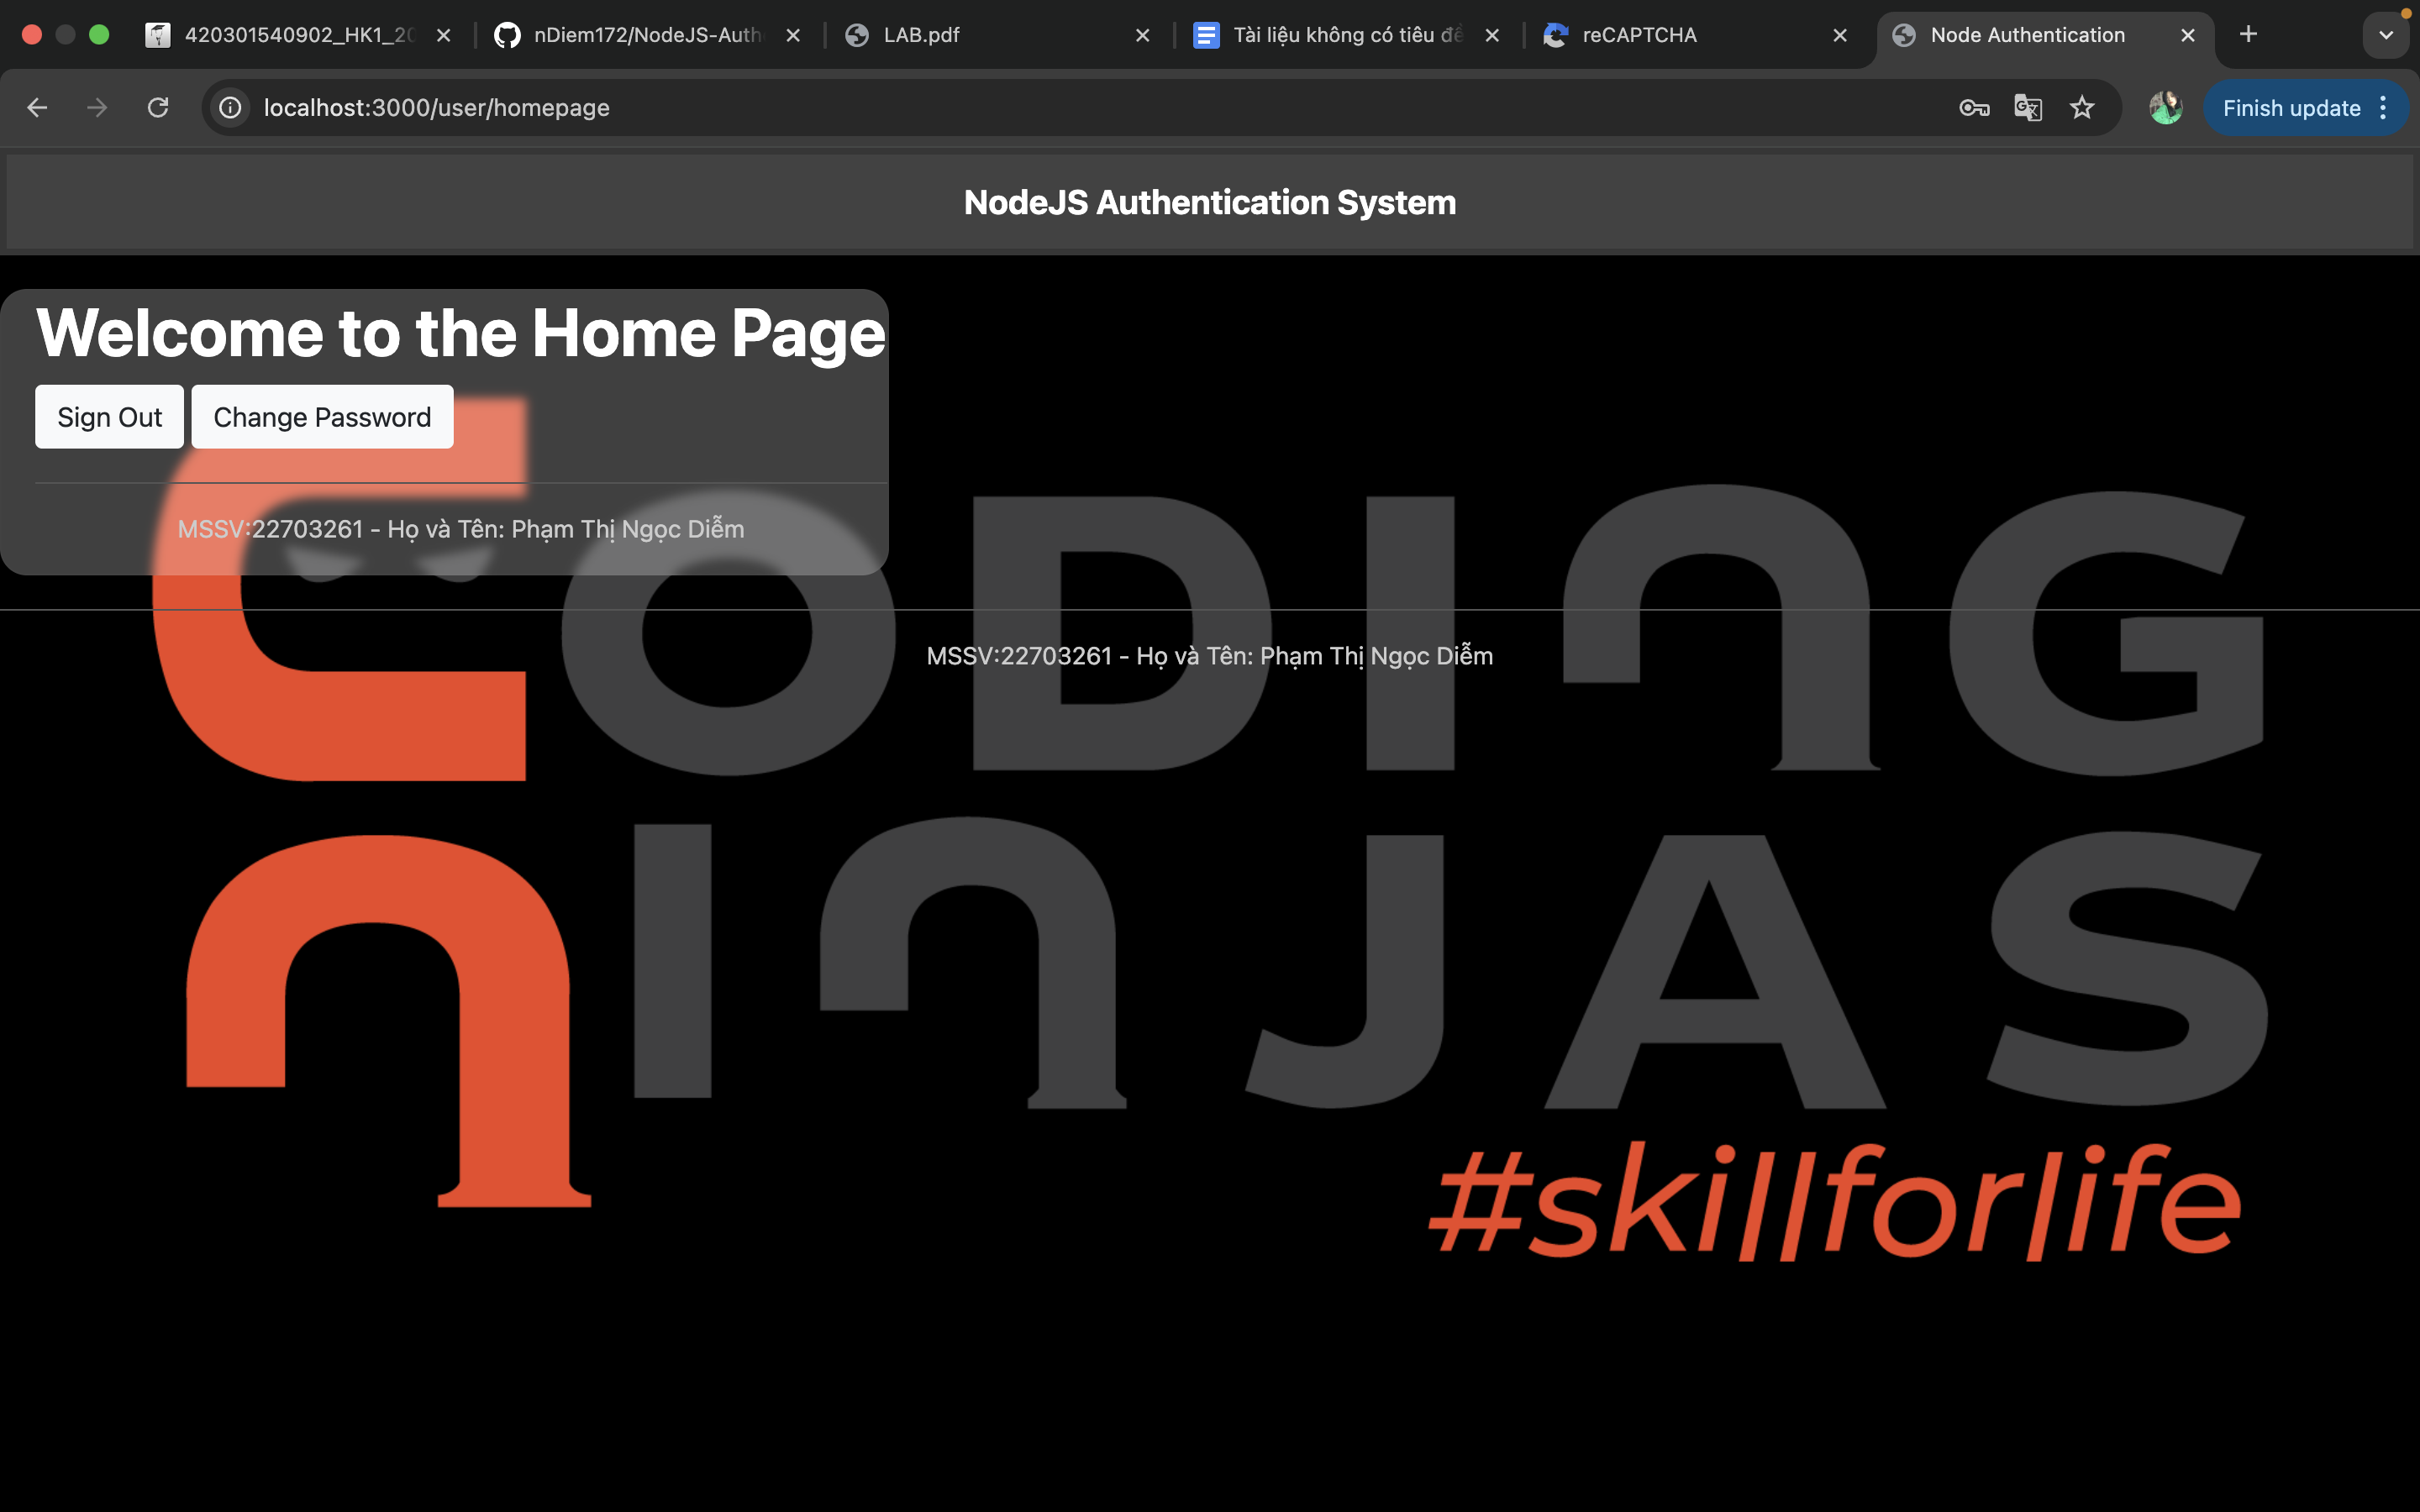 420301540902_HK1_20
nDiem172/NodeJS-Auth
LAB.pdf
Tài liệu không có tiêu đề
reCAPTCHA
Node Authentication
localhost:3000/user/homepage
Finish update
NodeJS Authentication System
Welcome to the Home Page
Sign Out Change Password
MSSV:22703261 - Họ và Tên: Phạm Thị Ngọc Diễm
MSSV:22703261 - Họ và Tên: Phạm Thị Ngọc Diễm
CODING
NINJAS
#skillforlife